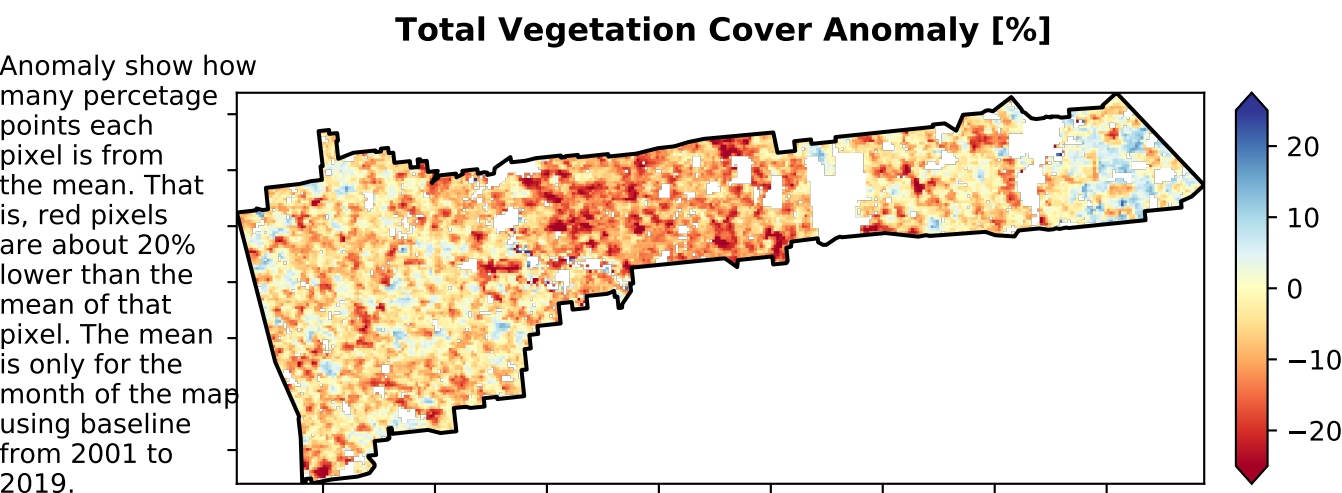 Total Vegetation Cover Anomaly [%]
Anomaly show how
many percetage
points each
pixel is from
the mean. That
is, red pixels
are about 20%
lower than the
mean of that
pixel. The mean
is only for the
month of the map
using baseline
from 2001 to
2019.
20
10
0
−10
−20